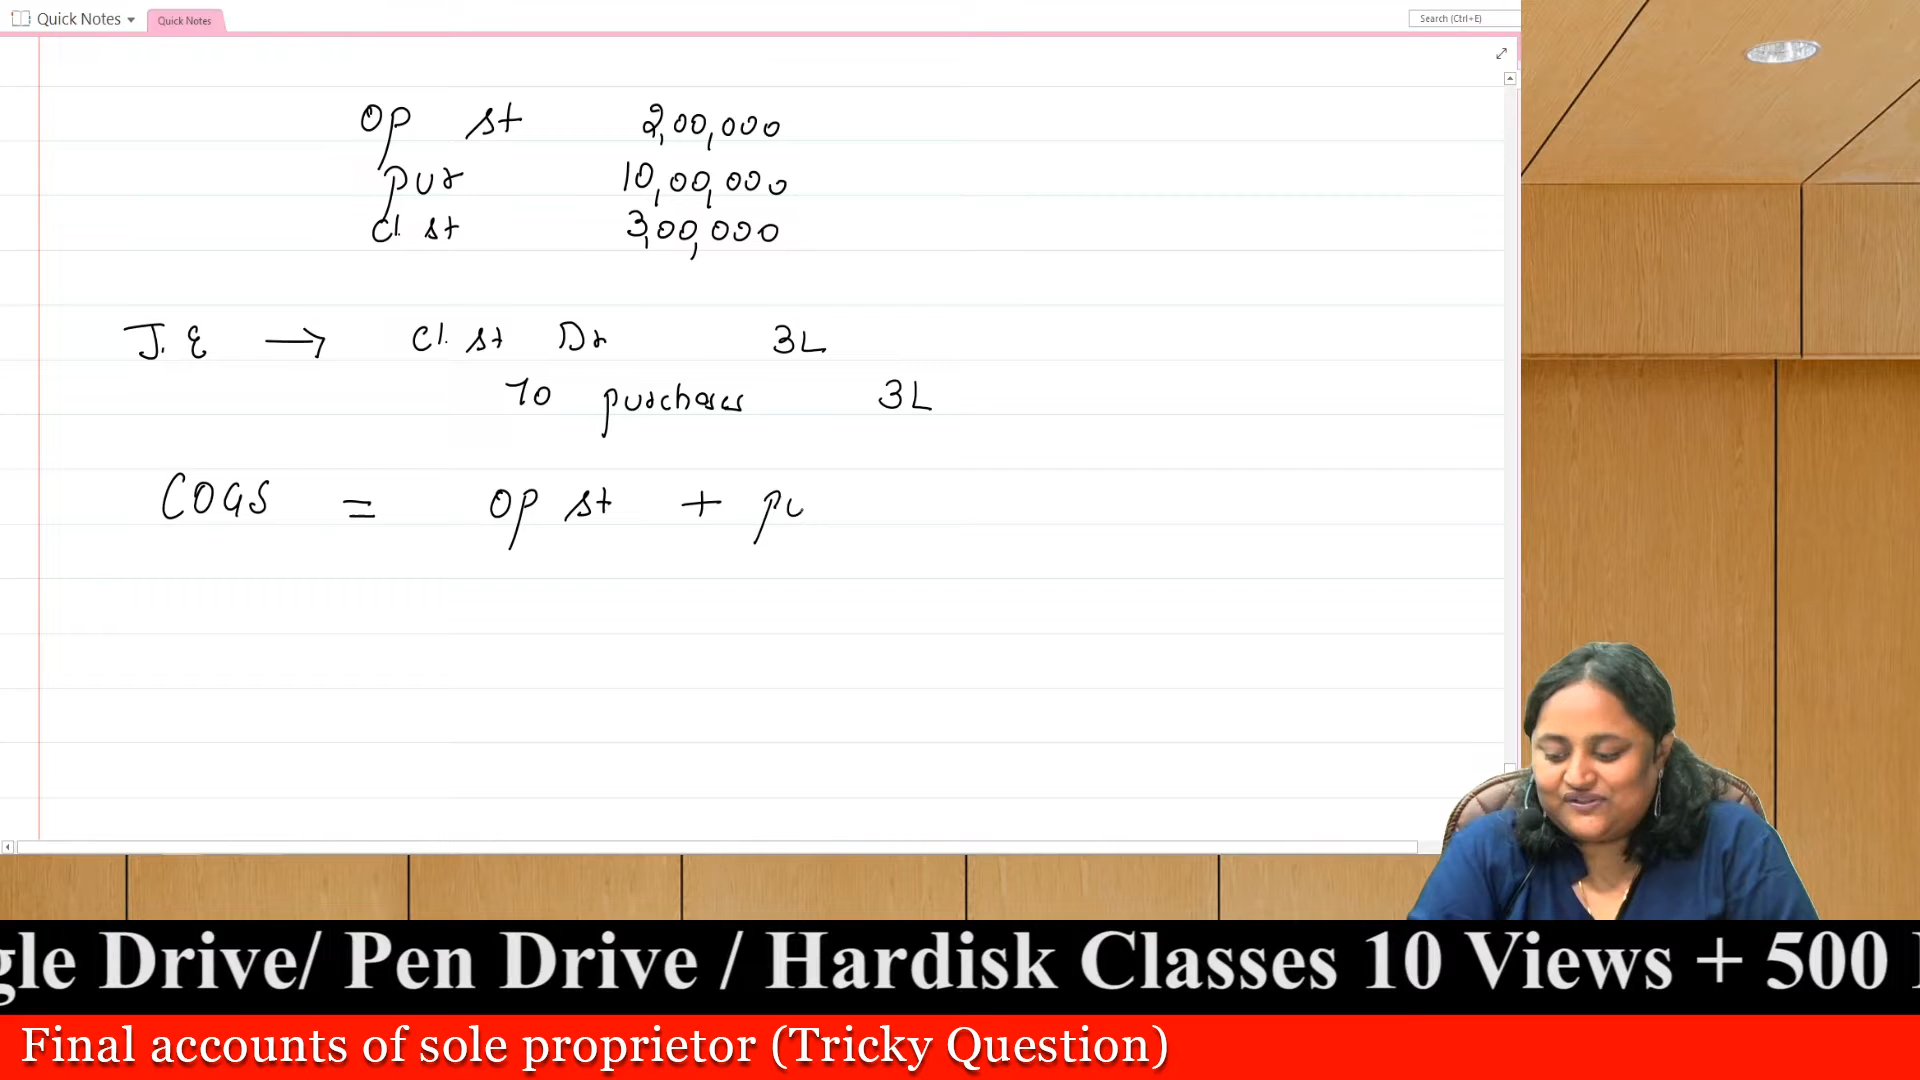 Quick Notes
Quick Notes
Search (Ctrl+E)
Op st 2,00,000
pur 10,00,000
Cl. st 3,00,000
J.E → Cl. st Dr 3L
To purchases 3L
COGS = Op st + pu
gle Drive/ Pen Drive / Hardisk Classes 10 Views + 500
Final accounts of sole proprietor (Tricky Question)